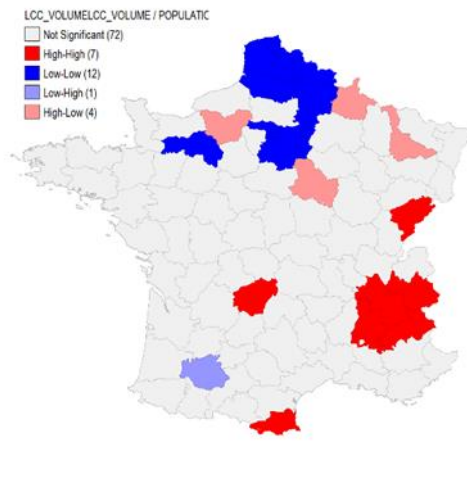 LCC_VOLUMELCC_VOLUME / POPULATIC
Not Significant (72)
High-High (7)
Low-Low (12)
Low-High (1)
High-Low (4)